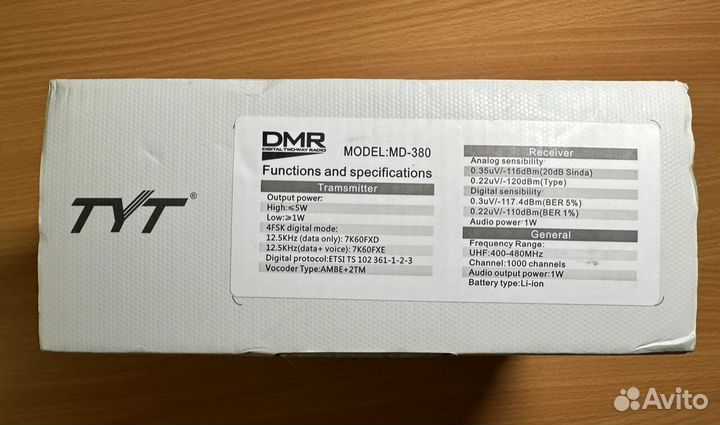 TYT®
DMR
DIGITAL TWO-WAY RADIO
MODEL:MD-380
Functions and specifications
Transmitter
Output power:
High:≤5W
Low:≥1W
4FSK digital mode:
12.5KHz (data only): 7K60FXD
12.5KHz(data+ voice): 7K60FXE
Digital protocol:ETSI TS 102 361-1-2-3
Vocoder Type:AMBE+2TM
Receiver
Analog sensibility:
0.35uV/-116dBm(20dB Sinda)
0.22uV/-120dBm(Type)
Digital sensibility:
0.3uV/-117.4dBm(BER 5%)
0.22uV/-110dBm(BER 1%)
Audio power:1W
General
Frequency Range:
UHF:400-480MHz
Channel:1000 channels
Audio output power:1W
Battery type:Li-ion
Avito